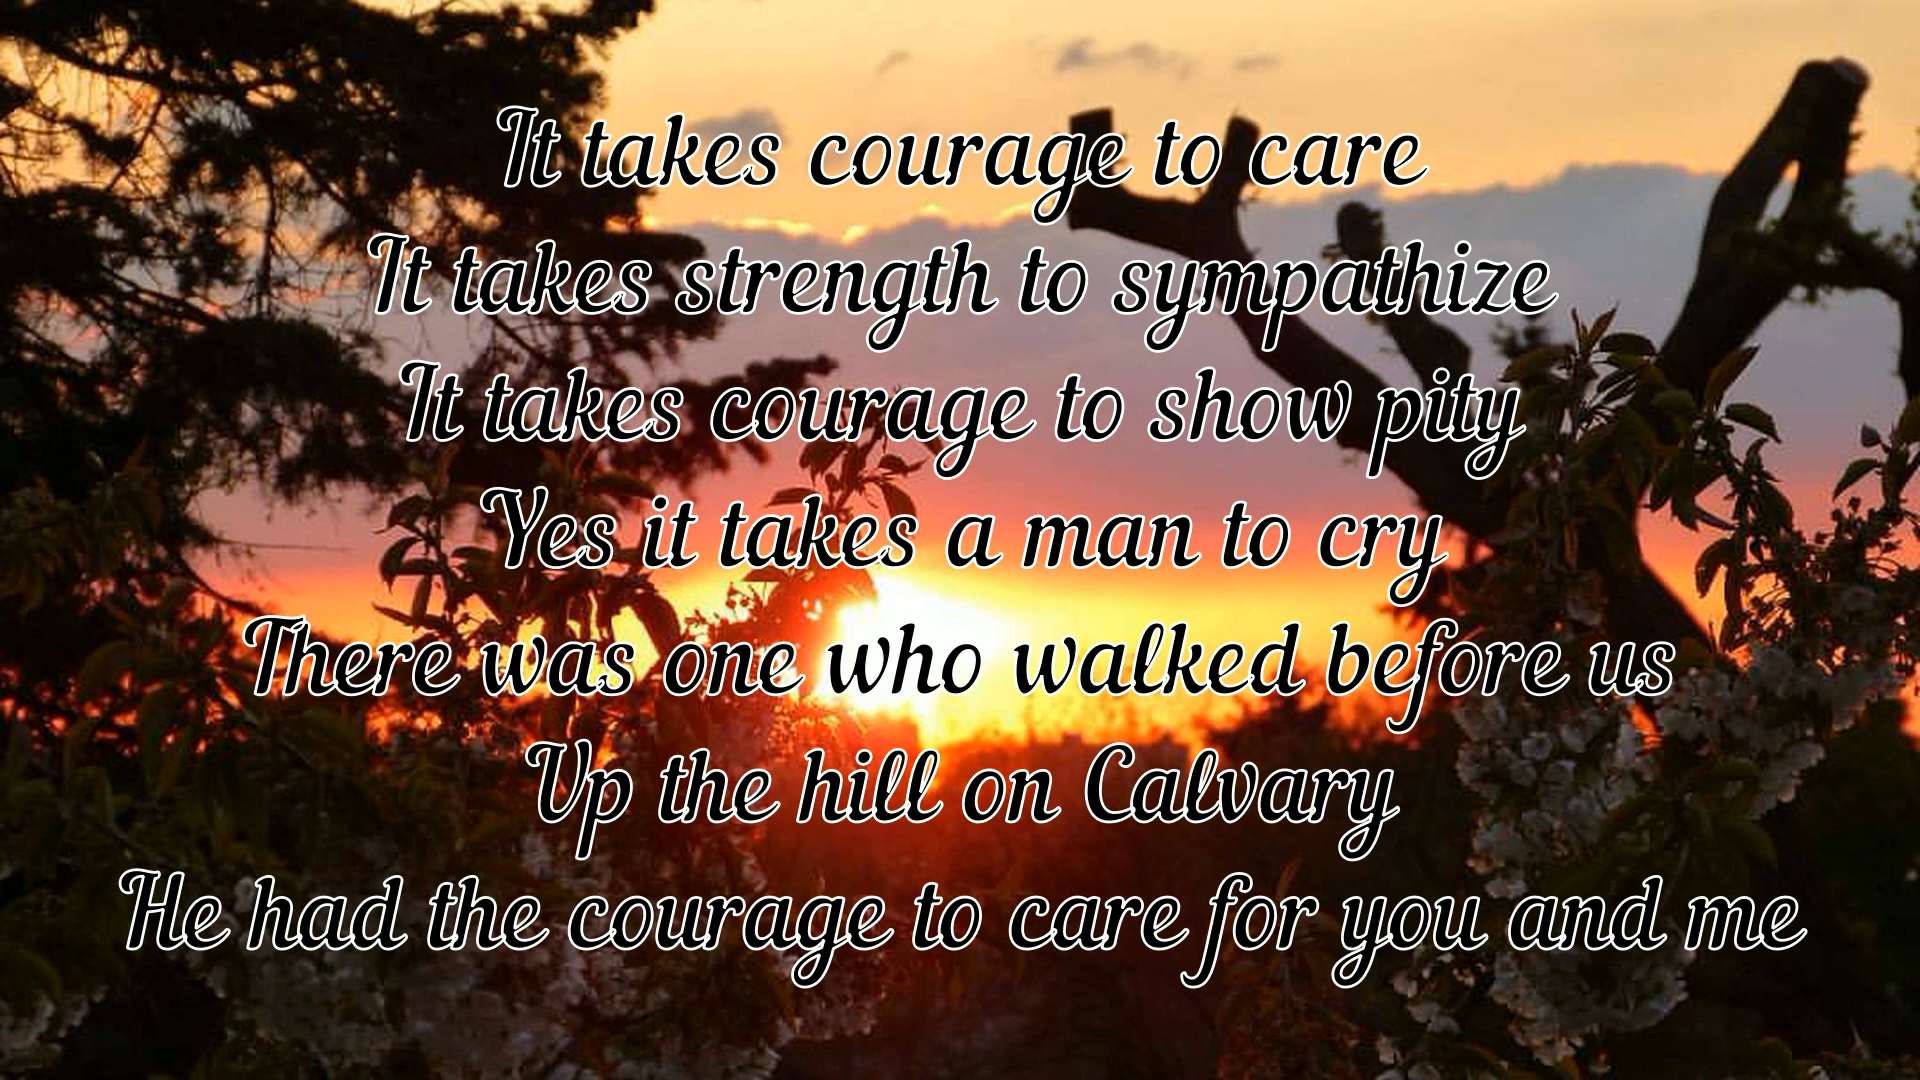 It takes courage to care
It takes strength to sympathize
It takes courage to show pity
Yes it takes a man to cry
There was one who walked before us
Up the hill on Calvary
He had the courage to care for you and me